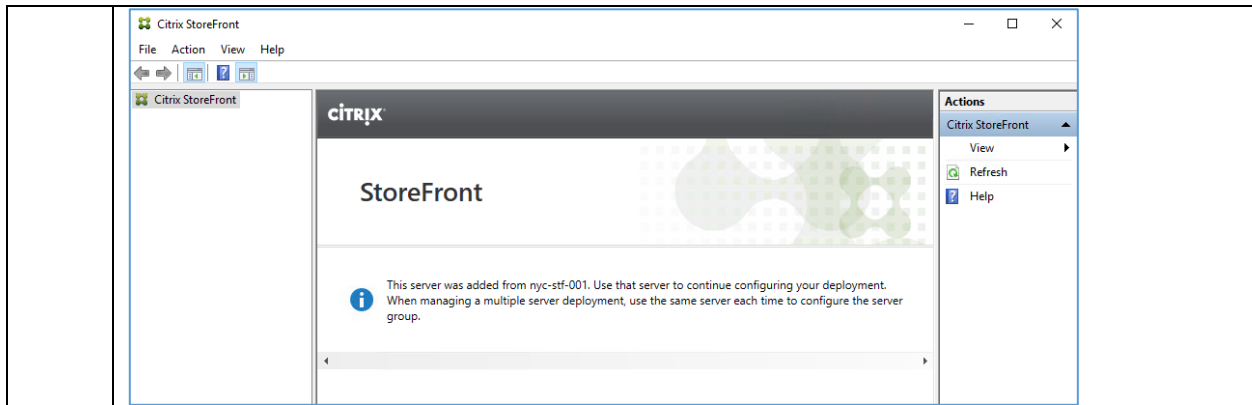 Citrix StoreFront
File Action View Help
Citrix StoreFront
CİTRIX
StoreFront
This server was added from nyc-stf-001. Use that server to continue configuring your deployment.
When managing a multiple server deployment, use the same server each time to configure the server
group.
Actions
Citrix StoreFront
View
Refresh
Help